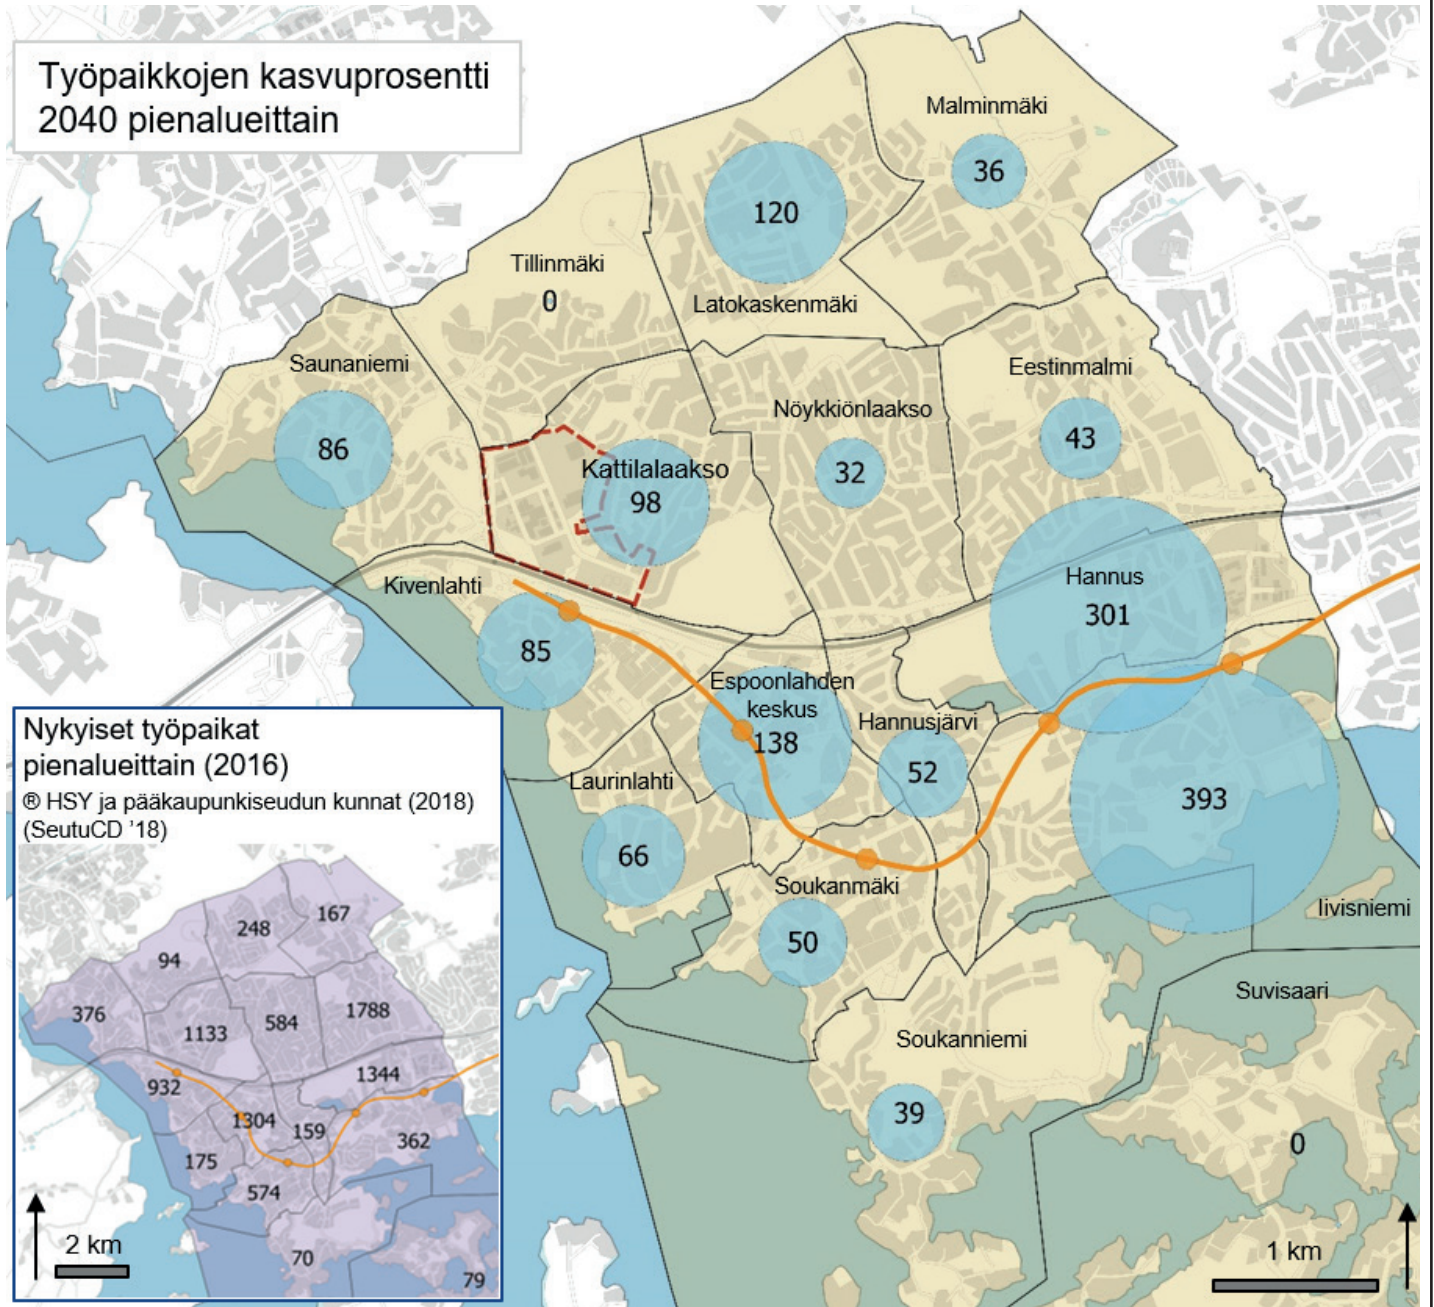 Työpaikkojen kasvuprosentti
2040 pienalueittain
Malminmäki
36
120
Latokaskenmäki
Tillinmäki
0
Saunaniemi
86
Eestinmalmi
43
Nöykkiönlaakso
32
Kattilalaakso
98
Kivenlahti
85
Hannus
301
Espoonlahden
keskus
138
Hannusjärvi
52
Laurinlahti
66
393
Iivisniemi
Soukanmäki
50
Suvisaari
0
Soukanniemi
39
1 km
Nykyiset työpaikat
pienalueittain (2016)
® HSY ja pääkaupunkiseudun kunnat (2018)
(SeutuCD ’18)
167
248
94
376
1133
584
1788
932
1344
1304
159
362
175
574
70
79
2 km